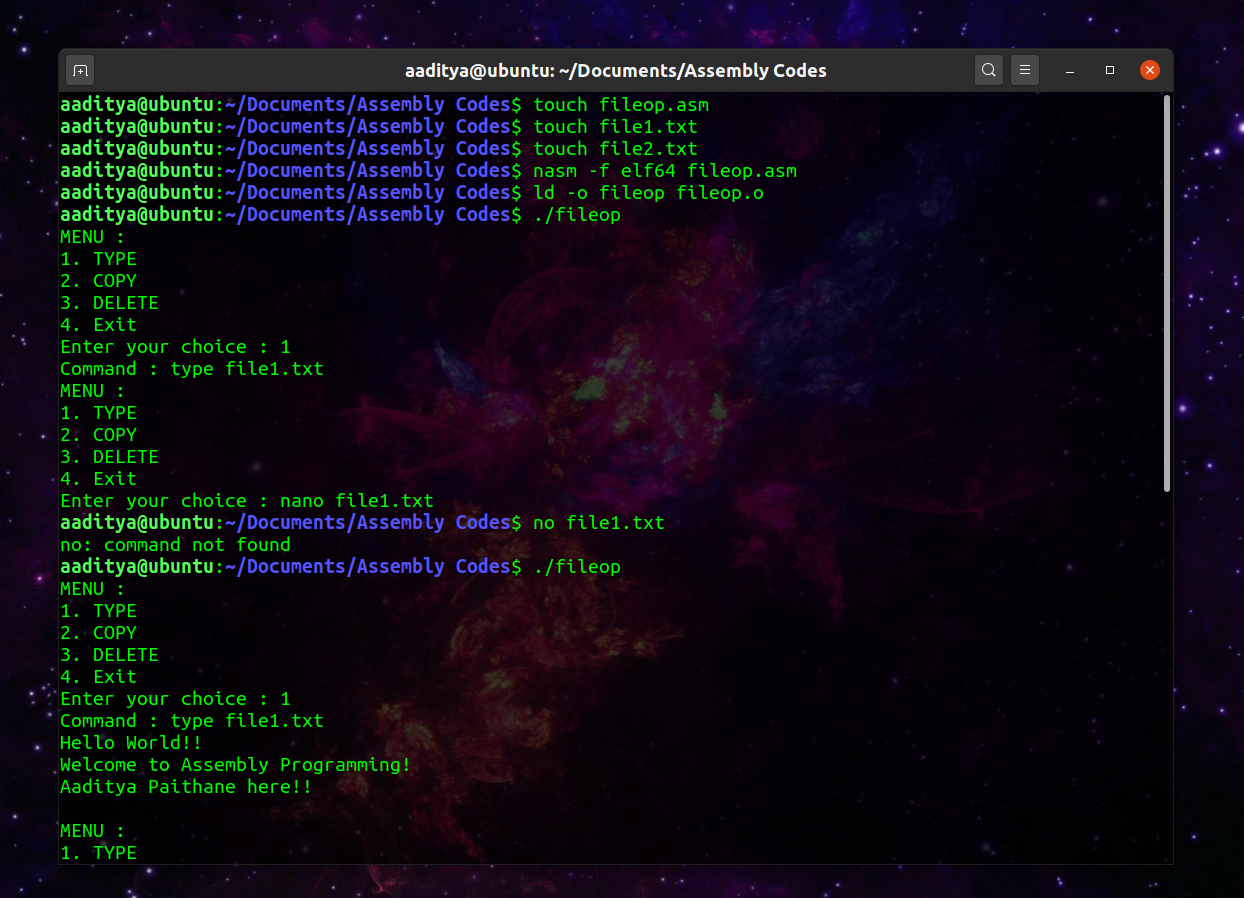 aaditya@ubuntu: ~/Documents/Assembly Codes
aaditya@ubuntu:~/Documents/Assembly Codes$ touch fileop.asm
aaditya@ubuntu:~/Documents/Assembly Codes$ touch file1.txt
aaditya@ubuntu:~/Documents/Assembly Codes$ touch file2.txt
aaditya@ubuntu:~/Documents/Assembly Codes$ nasm -f elf64 fileop.asm
aaditya@ubuntu:~/Documents/Assembly Codes$ ld -o fileop fileop.o
aaditya@ubuntu:~/Documents/Assembly Codes$ ./fileop
MENU :
1. TYPE
2. COPY
3. DELETE
4. Exit
Enter your choice : 1
Command : type file1.txt
MENU :
1. TYPE
2. COPY
3. DELETE
4. Exit
Enter your choice : nano file1.txt
aaditya@ubuntu:~/Documents/Assembly Codes$ no file1.txt
no: command not found
aaditya@ubuntu:~/Documents/Assembly Codes$ ./fileop
MENU :
1. TYPE
2. COPY
3. DELETE
4. Exit
Enter your choice : 1
Command : type file1.txt
Hello World!!
Welcome to Assembly Programming!
Aaditya Paithane here!!
MENU :
1. TYPE